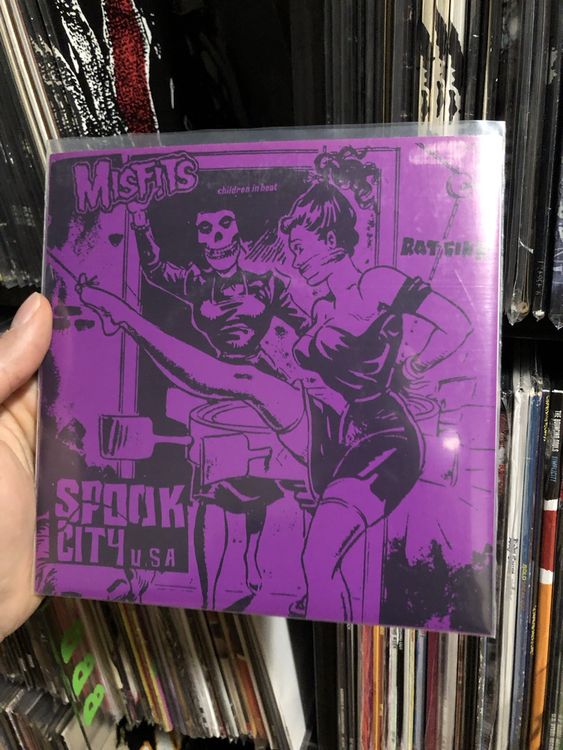 MISFITS
children in heat
RAT FINK
SPOOK
CITY U.S.A